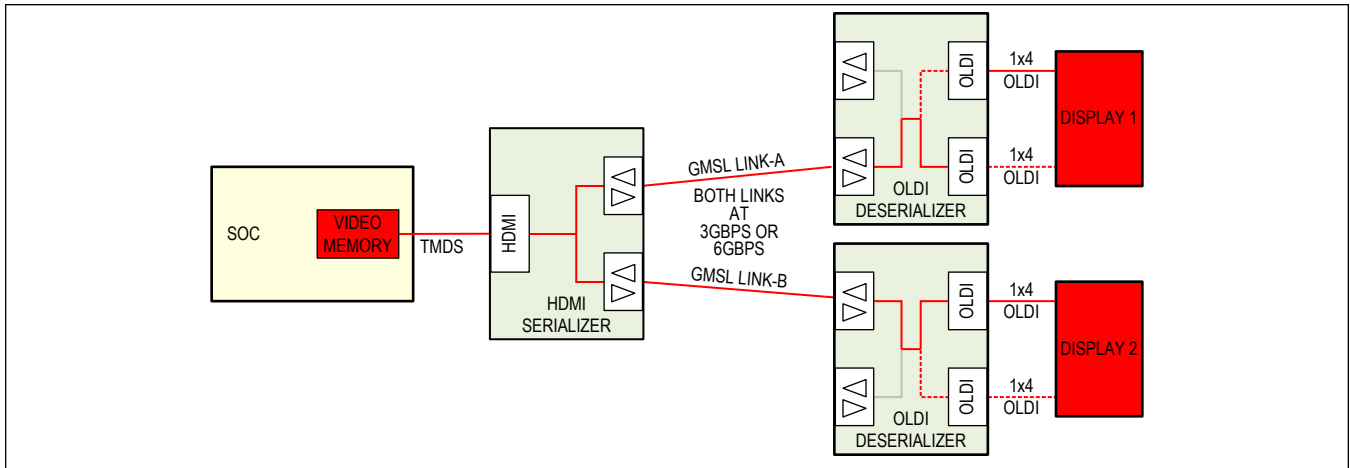 SOC
VIDEO
MEMORY
TMDS
HDMI
HDMI
SERIALIZER
GMSL LINK-A
BOTH LINKS
AT
3GBPS OR
6GBPS
GMSL LINK-B
OLDI
OLDI
OLDI
DESERIALIZER
1x4
OLDI
1x4
OLDI
DISPLAY 1
OLDI
OLDI
OLDI
DESERIALIZER
1x4
OLDI
1x4
OLDI
DISPLAY 2